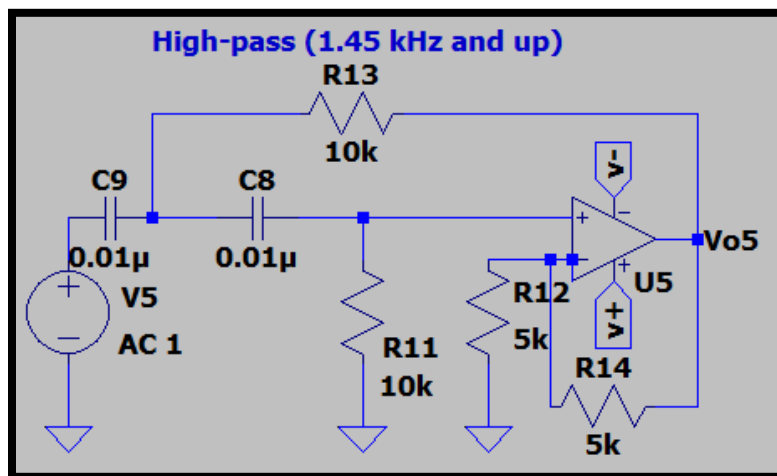 High-pass (1.45 kHz and up)
R13
10k
C9
C8
0.01µ
0.01µ
V5
AC 1
R11
10k
R12
5k
v-
+
−
+
U5
v+
Vo5
R14
5k
+
−